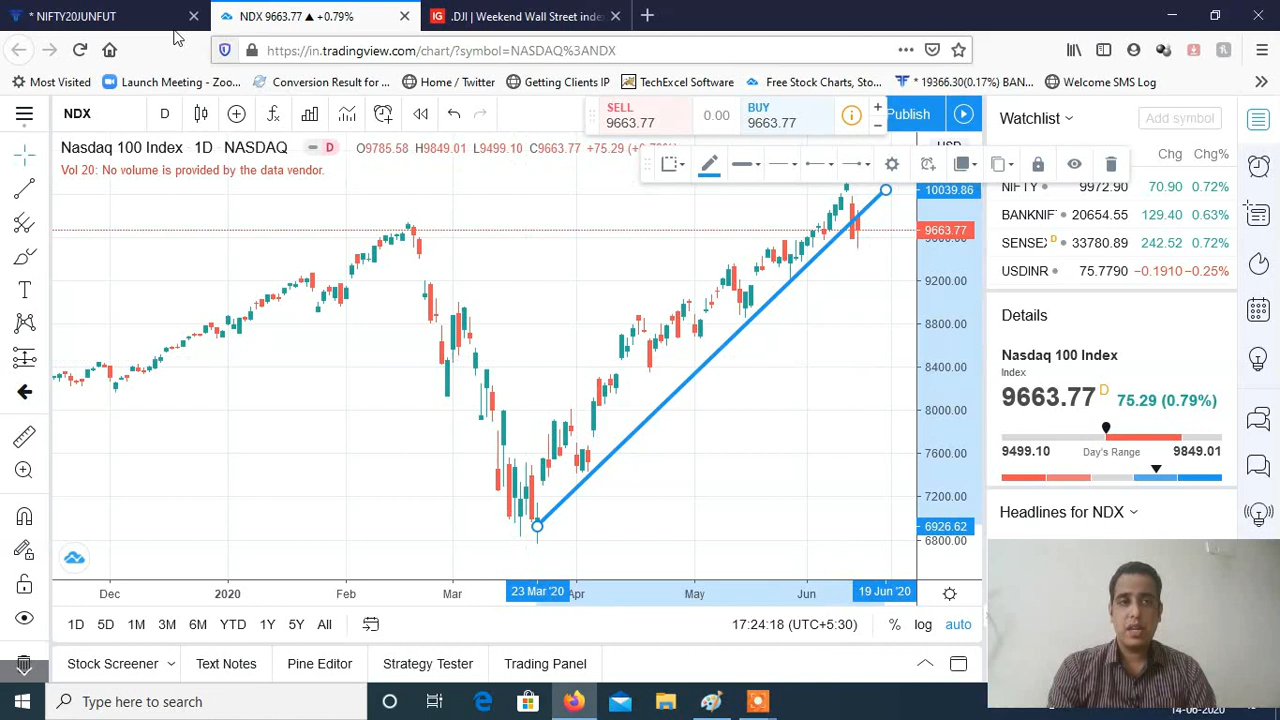 * NIFTY20JUNFUT
NDX 9663.77 ▲ +0.79%
.DJI | Weekend Wall Street index
https://in.tradingview.com/chart/?symbol=NASDAQ%3ANDX
Most Visited
Launch Meeting - Zoo...
Conversion Result for ...
Home / Twitter
Getting Clients IP
TechExcel Software
Free Stock Charts, Sto...
* 19366.30(0.17%) BAN...
Welcome SMS Log
NDX
D
SELL
9663.77
0.00
BUY
9663.77
Publish
Watchlist
Add symbol
Nasdaq 100 Index · 1D · NASDAQ
D
O9785.58 H9849.01 L9499.10 C9663.77 +75.29
Vol 20: No volume is provided by the data vendor.
Chg Chg%
NIFTY 9972.90 70.90 0.72%
BANKNIF 20654.55 129.40 0.63%
SENSEX D 33780.89 242.52 0.72%
USDINR 75.7790 −0.1910 −0.25%
10039.86
9663.77
9200.00
8800.00
8400.00
8000.00
7600.00
7200.00
6926.62
6800.00
Details
Nasdaq 100 Index
Index
9663.77 D 75.29 (0.79%)
9499.10 Day's Range 9849.01
Headlines for NDX
Dec 2020 Feb Mar 23 Mar '20 Apr May Jun 19 Jun '20
1D 5D 1M 3M 6M YTD 1Y 5Y All
17:24:18 (UTC+5:30) % log auto
Stock Screener Text Notes Pine Editor Strategy Tester Trading Panel
Type here to search
14-06-2020